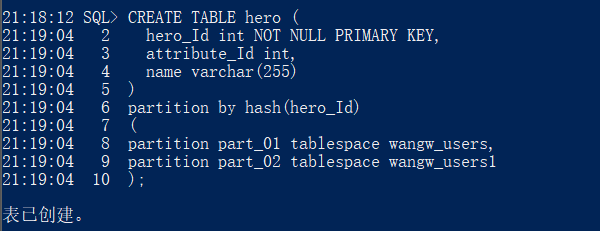 21:18:12 SQL> CREATE TABLE hero (
21:19:04   2    hero_Id int NOT NULL PRIMARY KEY,
21:19:04   3    attribute_Id int,
21:19:04   4    name varchar(255)
21:19:04   5  )
21:19:04   6  partition by hash(hero_Id)
21:19:04   7  (
21:19:04   8  partition part_01 tablespace wangw_users,
21:19:04   9  partition part_02 tablespace wangw_users1
21:19:04  10  );
表已创建。